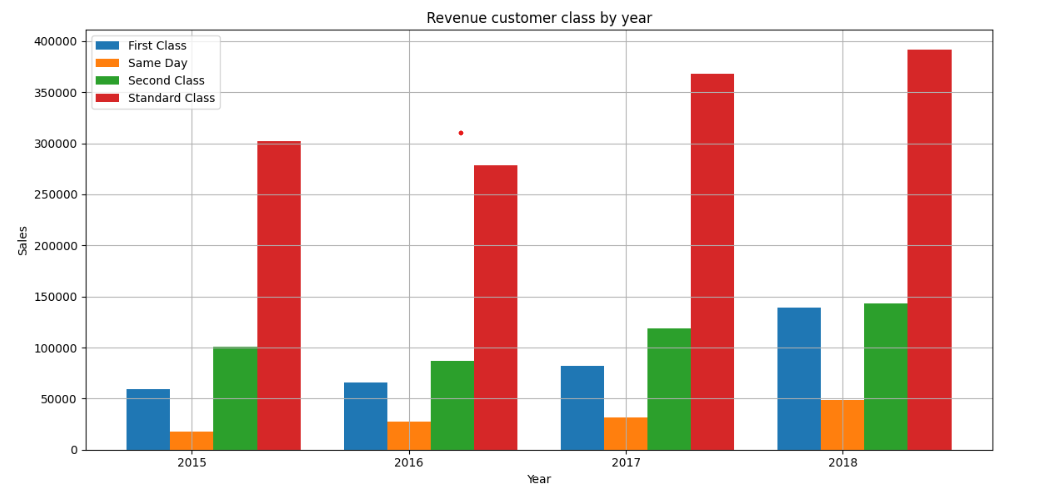 Revenue customer class by year
First Class
Same Day
Second Class
Standard Class
400000
350000
300000
250000
200000
150000
100000
50000
0
Sales
2015 2016 2017 2018
Year